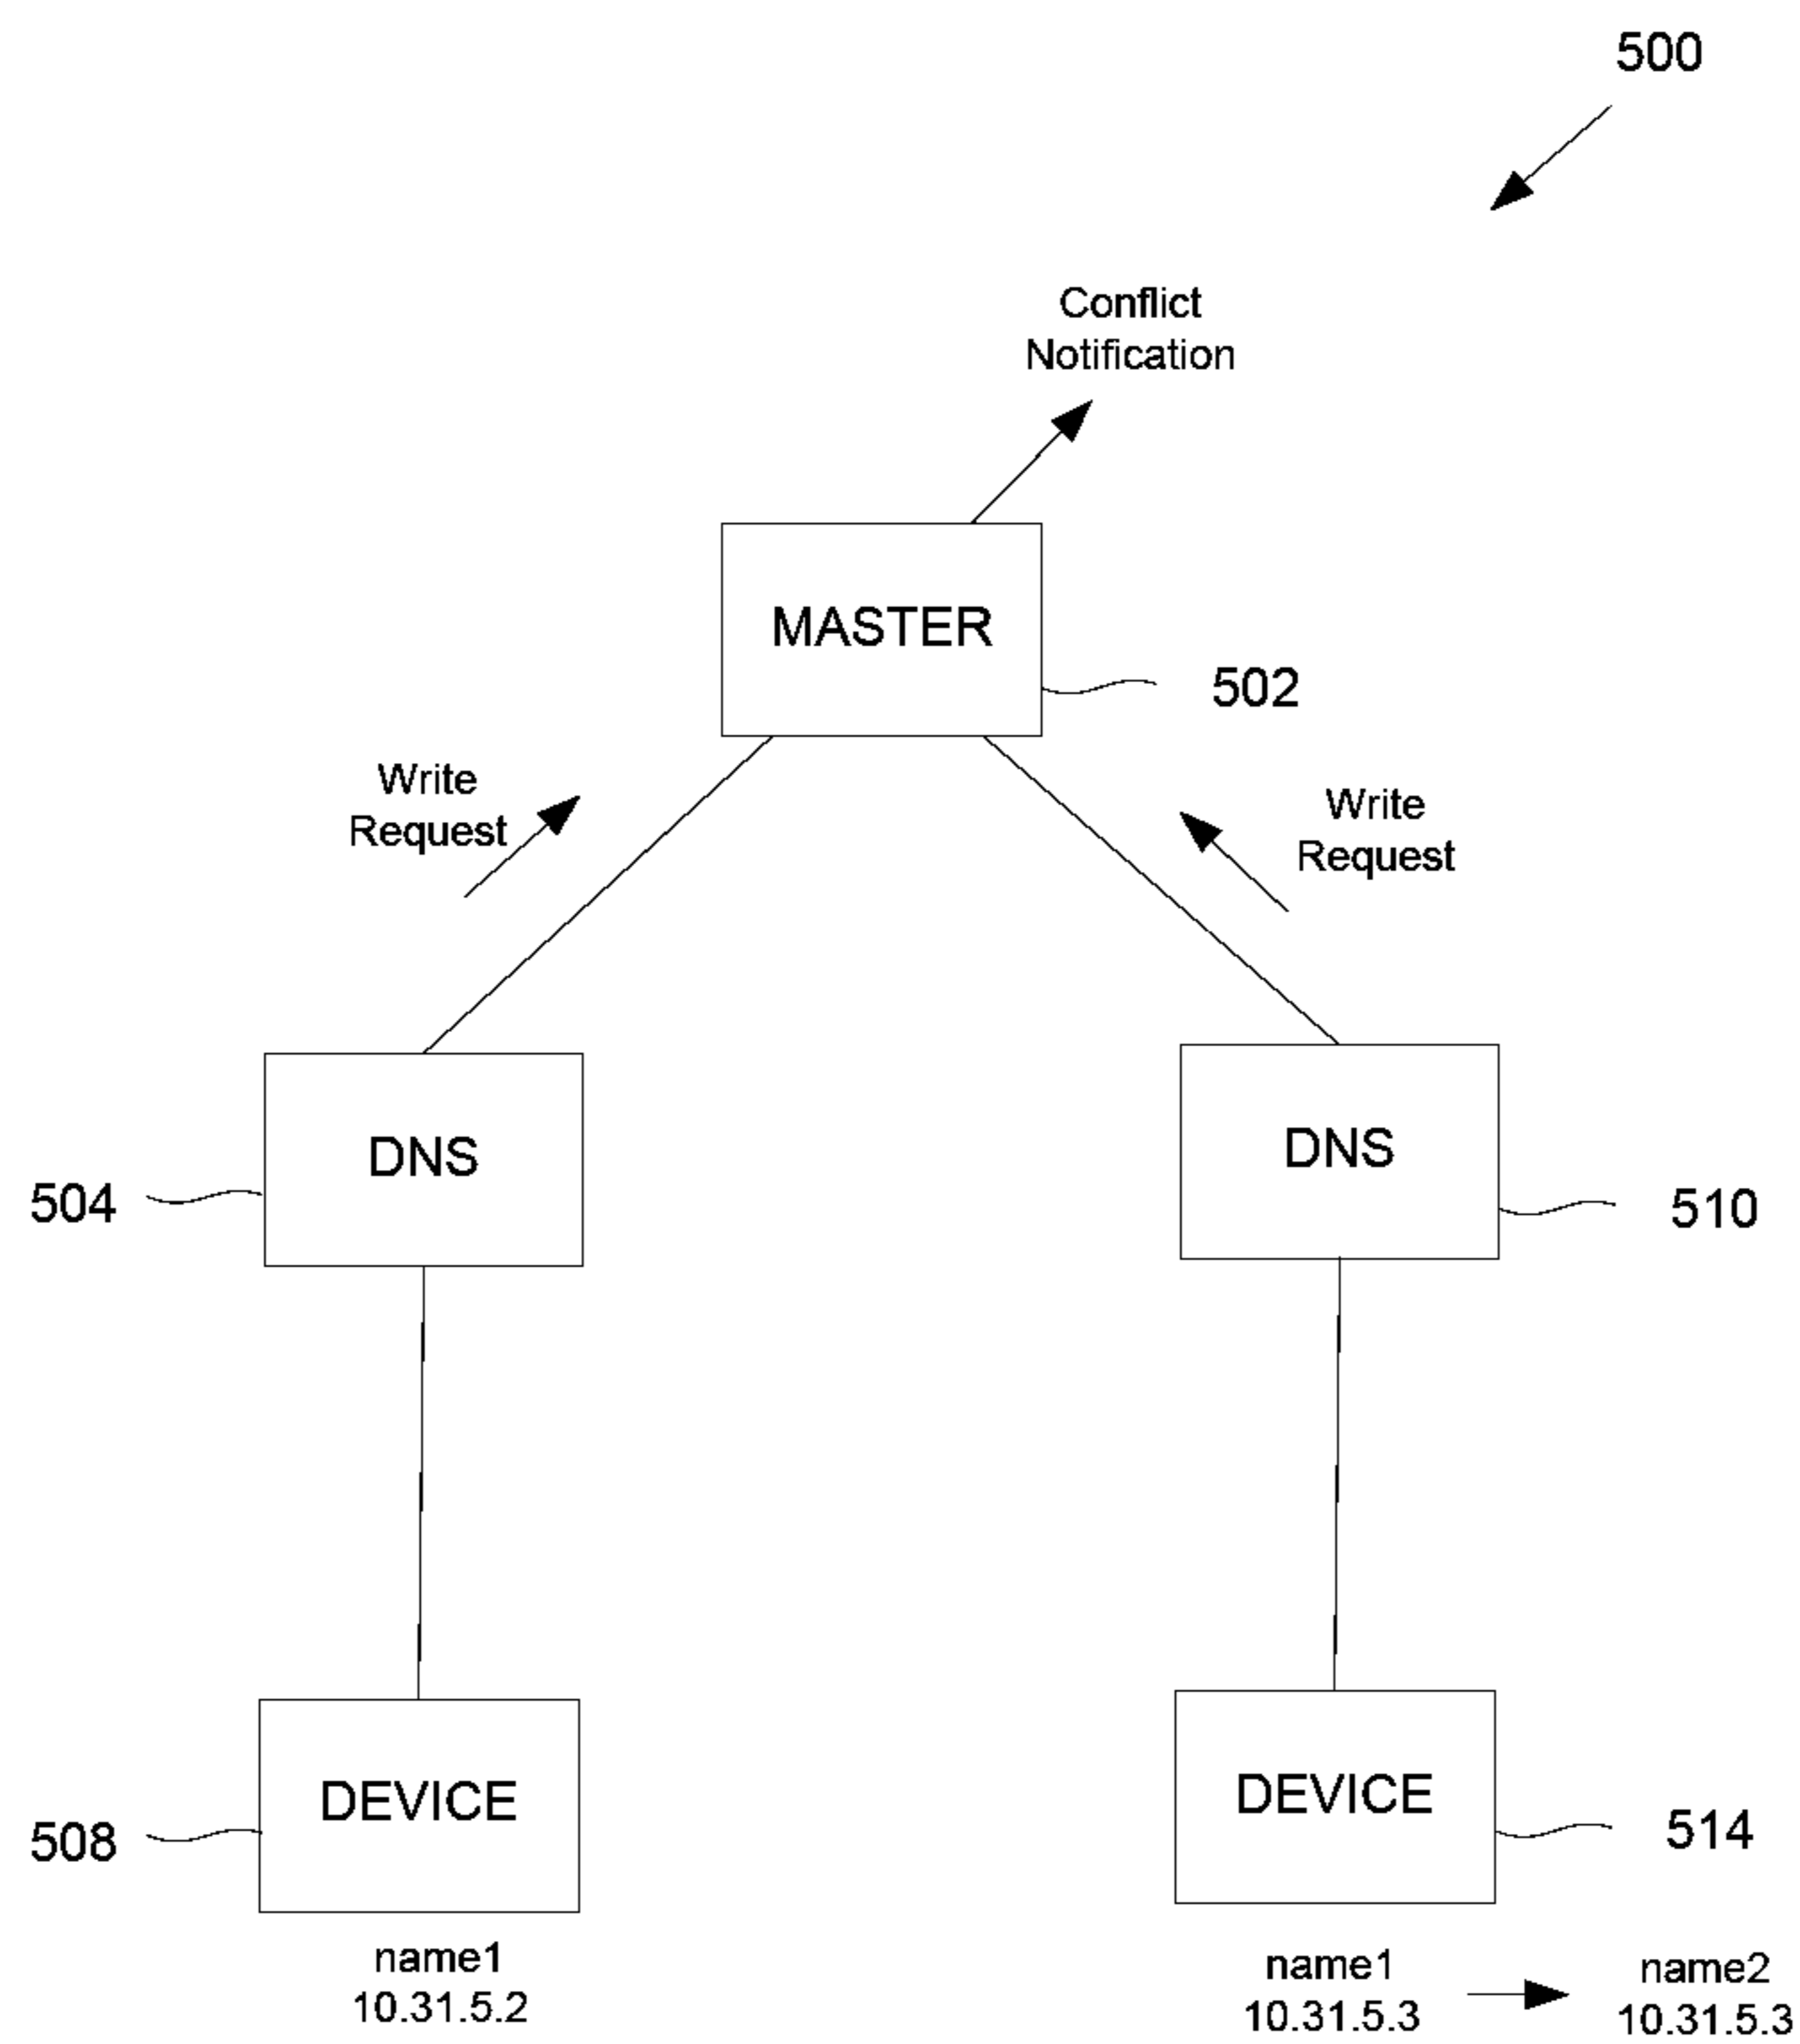 500
Conflict
Notification
MASTER
502
Write
Request
Write
Request
DNS
504
DNS
510
DEVICE
508
DEVICE
514
name1
10.31.5.2
name1
10.31.5.3
name2
10.31.5.3